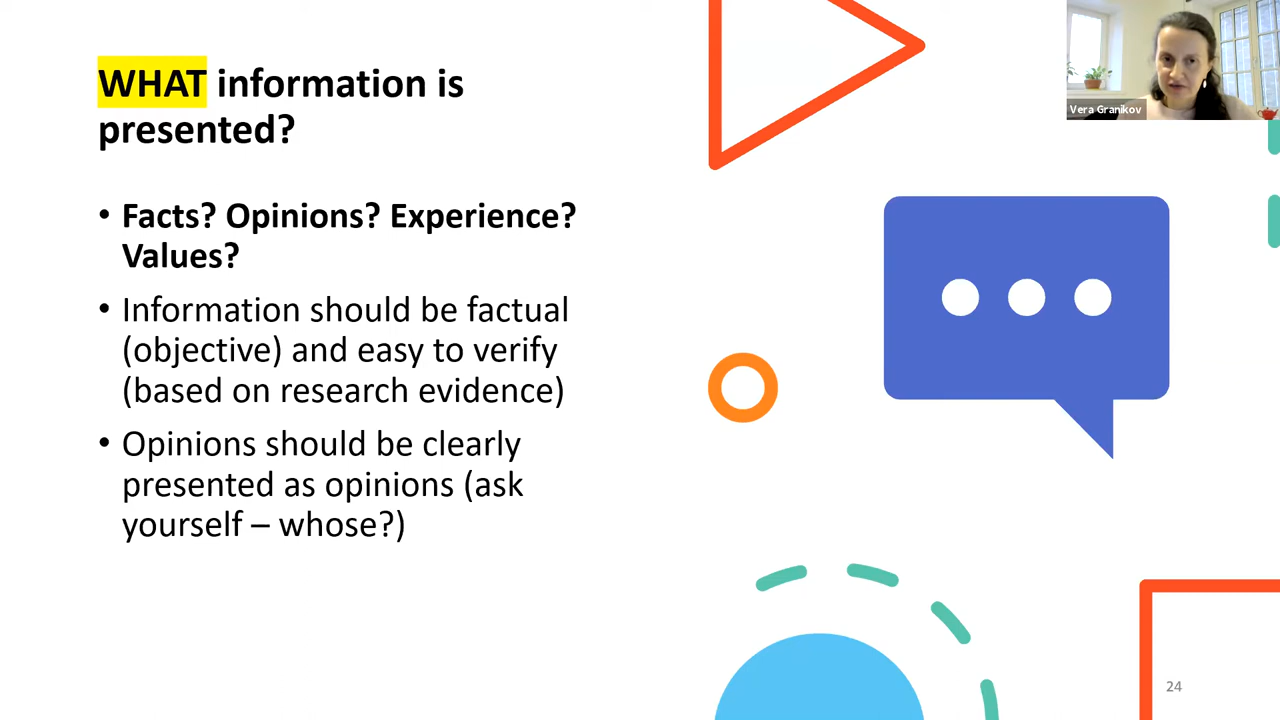 WHAT information is
presented?
• Facts? Opinions? Experience?
Values?
• Information should be factual
(objective) and easy to verify
(based on research evidence)
• Opinions should be clearly
presented as opinions (ask
yourself – whose?)
Vera Granikov
24